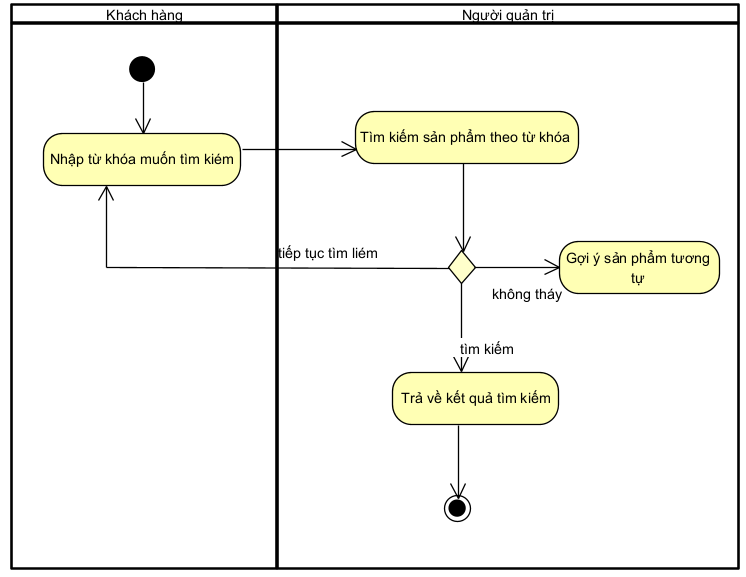 Khách hàng
Người quản trị
Nhập từ khóa muốn tìm kiém
Tìm kiếm sản phẩm theo từ khóa
tiếp tục tìm liém
Gợi ý sản phẩm tương
tự
không tháy
tìm kiếm
Trả về kết quả tìm kiếm